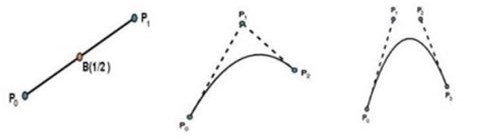 P₁
B(1/2)
P₀
P₁
P₂
P₀
P₁ P₂
P₃
P₀